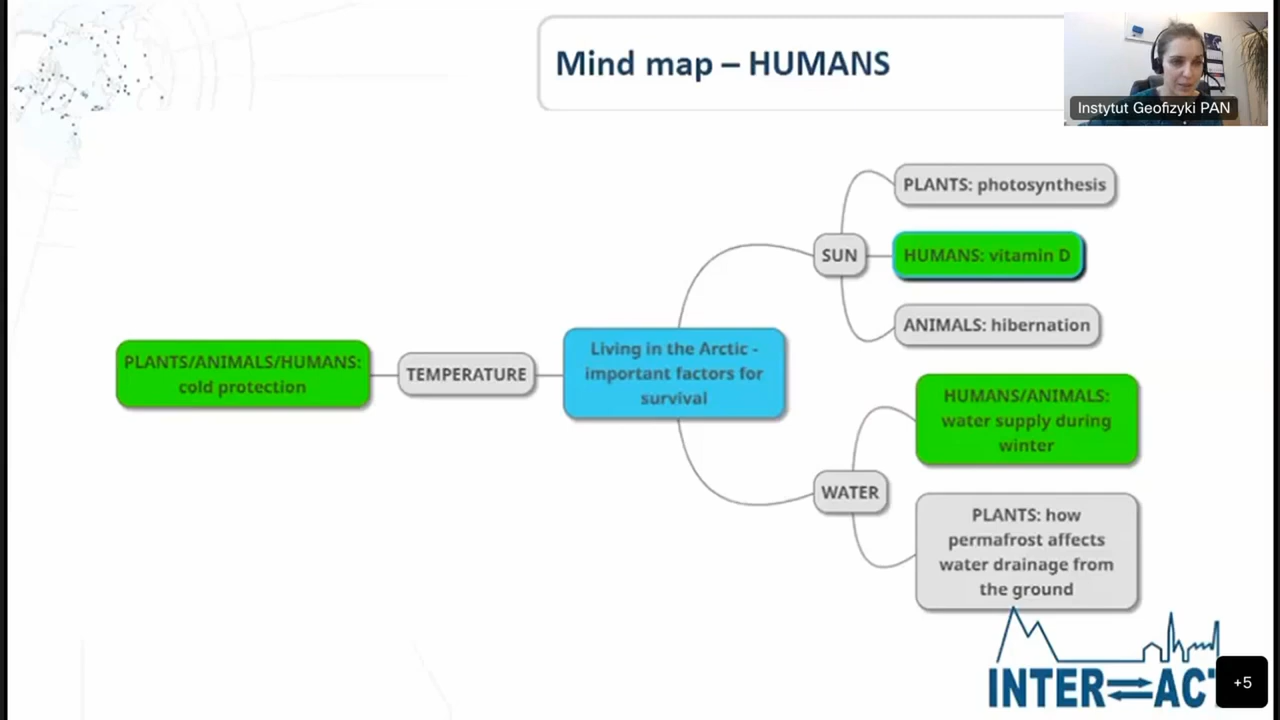 Mind map – HUMANS
Instytut Geofizyki PAN
PLANTS: photosynthesis
SUN
HUMANS: vitamin D
ANIMALS: hibernation
PLANTS/ANIMALS/HUMANS:
cold protection
TEMPERATURE
Living in the Arctic -
important factors for
survival
HUMANS/ANIMALS:
water supply during
winter
WATER
PLANTS: how
permafrost affects
water drainage from
the ground
INTER ACT
+5